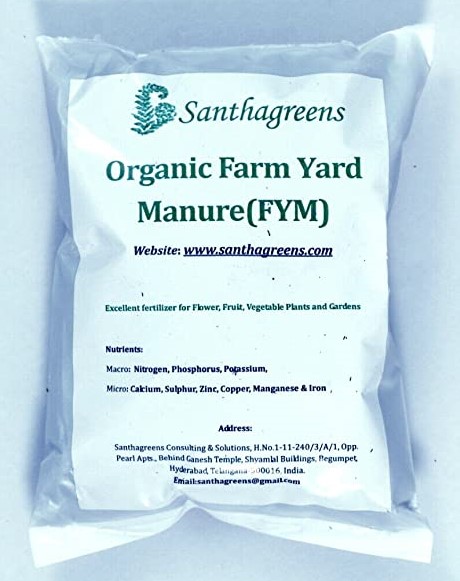 Santhagreens
Organic Farm Yard
Manure(FYM)
Website: www.santhagreens.com
Excellent fertilizer for Flower, Fruit, Vegetable Plants and Gardens
Nutrients:
Macro: Nitrogen, Phosphorus, Potassium,
Micro: Calcium, Sulphur, Zinc, Copper, Manganese & Iron ,
Address:
Santhagreens Consulting & Solutions, H.No.1-11-240/3/A/1, Opp.
Pearl Apts., Behind Ganesh Temple, Shyamlal Buildings, Begumpet,
Hyderabad, Telangana 500016, India.
Email:santhagreens@gmail.com